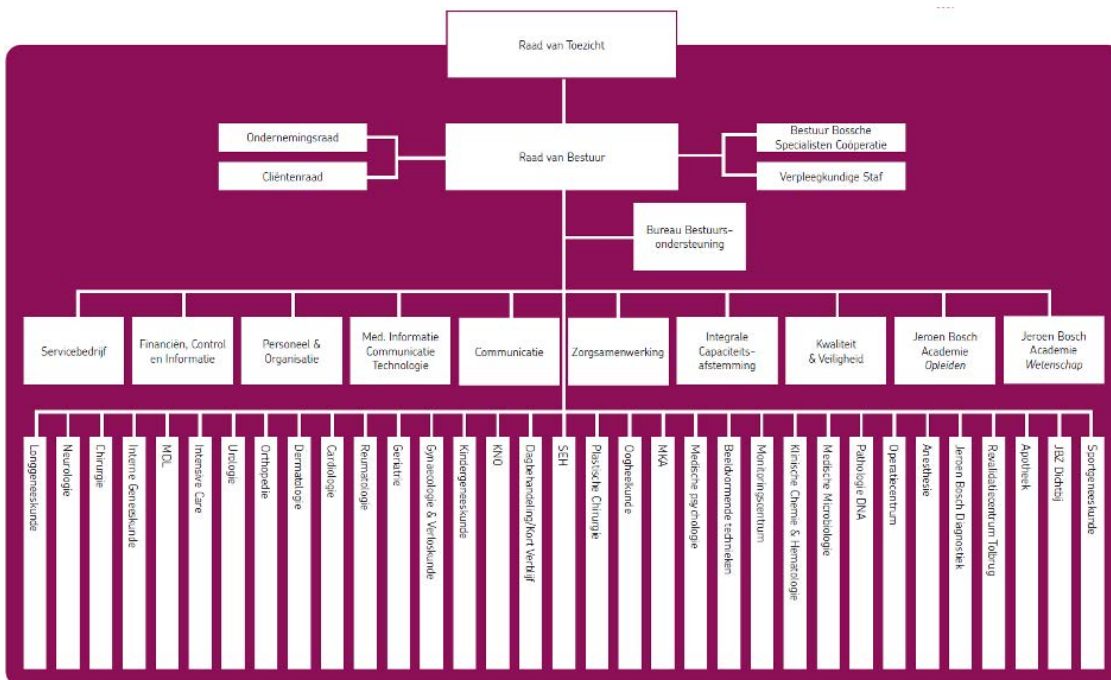 Raad van Toezicht
Ondernemingsraad
Cliëntenraad
Raad van Bestuur
Bestuur Bossche
Specialisten Coöperatie
Verpleegkundige Staf
Bureau Bestuurs-
ondersteuning
Servicebedrijf
Financiën, Control
en Informatie
Personeel &
Organisatie
Med. Informatie
Communicatie
Technologie
Communicatie
Zorgsamenwerking
Integrale
Capaciteits-
afstemming
Kwaliteit
& Veiligheid
Jeroen Bosch
Academie
Opleiden
Jeroen Bosch
Academie
Wetenschap
Longgeneeskunde
Neurologie
Chirurgie
Interne Geneeskunde
MDL
Intensive Care
Urologie
Orthopedie
Dermatologie
Cardiologie
Reumatologie
Geriatrie
Gynaecologie & Verloskunde
Kindergeneeskunde
KNO
Dagbehandeling/Kort Verblijf
SEH
Plastische Chirurgie
Oogheelkunde
MKA
Medische psychologie
Beeldvormende technieken
Monitoringscentrum
Klinische Chemie & Hematologie
Medische Microbiologie
Pathologie DNA
Operatiecentrum
Anesthesie
Jeroen Bosch Diagnostiek
Revalidatiecentrum Tolbrug
Apotheek
JBZ Dichtbij
Sportgeneeskunde